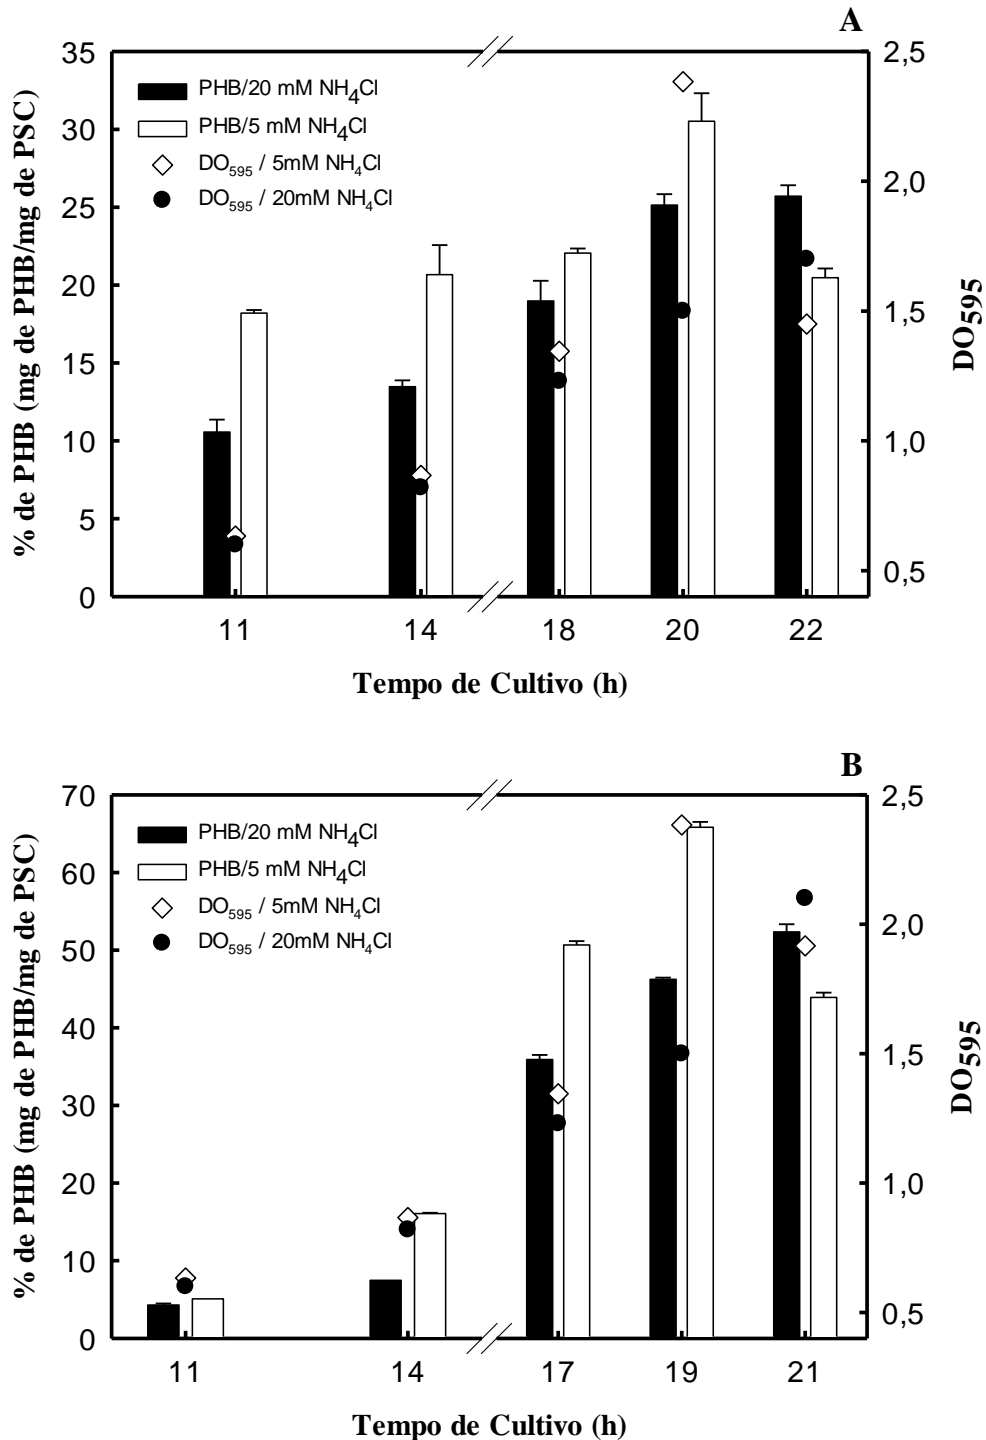 A
35
30
25
20
15
10
5
0
% de PHB (mg de PHB/mg de PSC)
PHB/20 mM NH4Cl
PHB/5 mM NH4Cl
DO595 / 5mM NH4Cl
DO595 / 20mM NH4Cl
2,5
2,0
1,5
1,0
0,5
DO595
11 14 18 20 22
Tempo de Cultivo (h)
B
70
60
50
40
30
20
10
0
% de PHB (mg de PHB/mg de PSC)
PHB/20 mM NH4Cl
PHB/5 mM NH4Cl
DO595 / 5mM NH4Cl
DO595 / 20mM NH4Cl
2,5
2,0
1,5
1,0
0,5
DO595
11 14 17 19 21
Tempo de Cultivo (h)